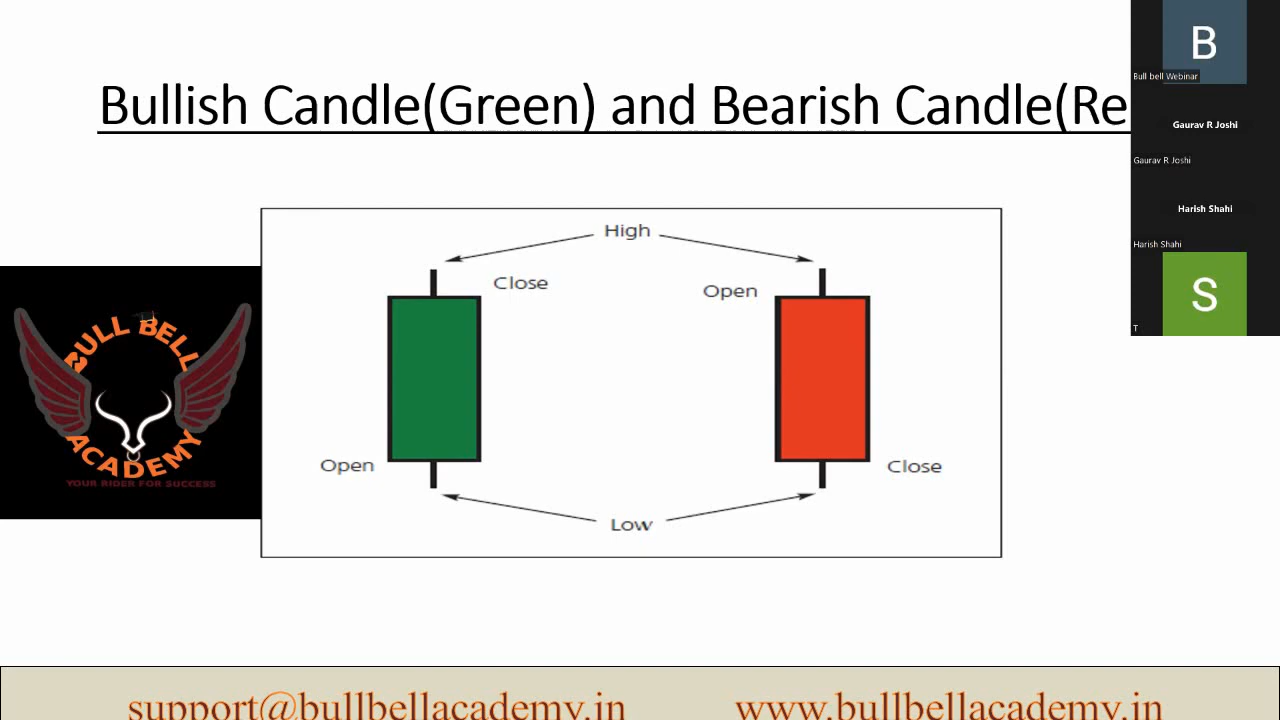 Bullish Candle(Green) and Bearish Candle(Re
High
Close
Open
Open
Close
Low
BULL BELL
ACADEMY
YOUR RIDER FOR SUCCESS
support@bullbellacademy.in
www.bullbellacademy.in
B
Bull bell Webinar
Gaurav R Joshi
Gaurav R Joshi
Harish Shahi
Harish Shahi
S
T